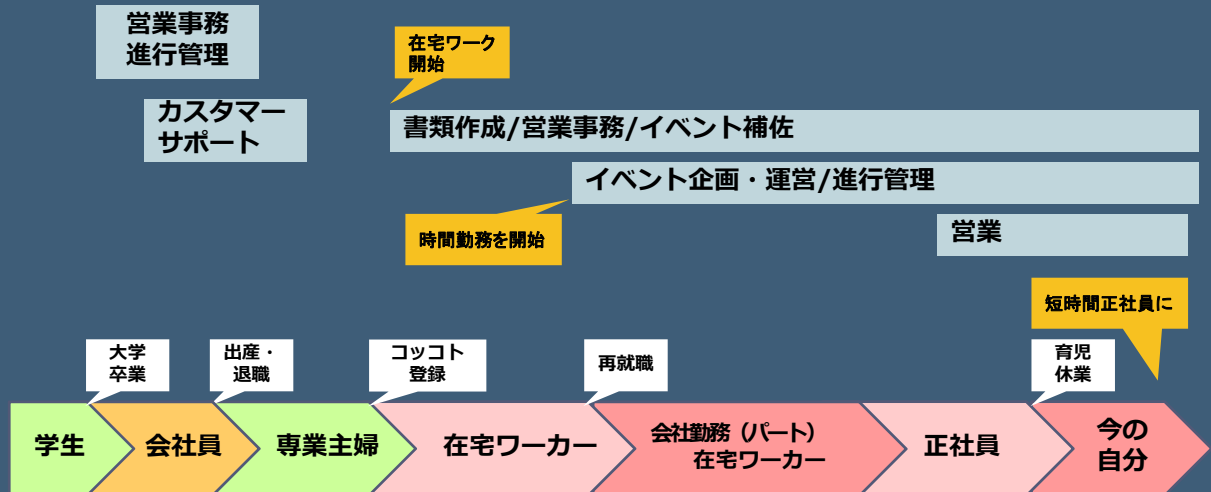 営業事務
進行管理
在宅ワーク
開始
カスタマー
サポート
書類作成/営業事務/イベント補佐
イベント企画・運営/進行管理
時間勤務を開始
営業
短時間正社員に
大学
卒業
出産・
退職
コッコト
登録
再就職
育児
休業
学生
会社員
専業主婦
在宅ワーカー
会社勤務（パート）
在宅ワーカー
正社員
今の
自分